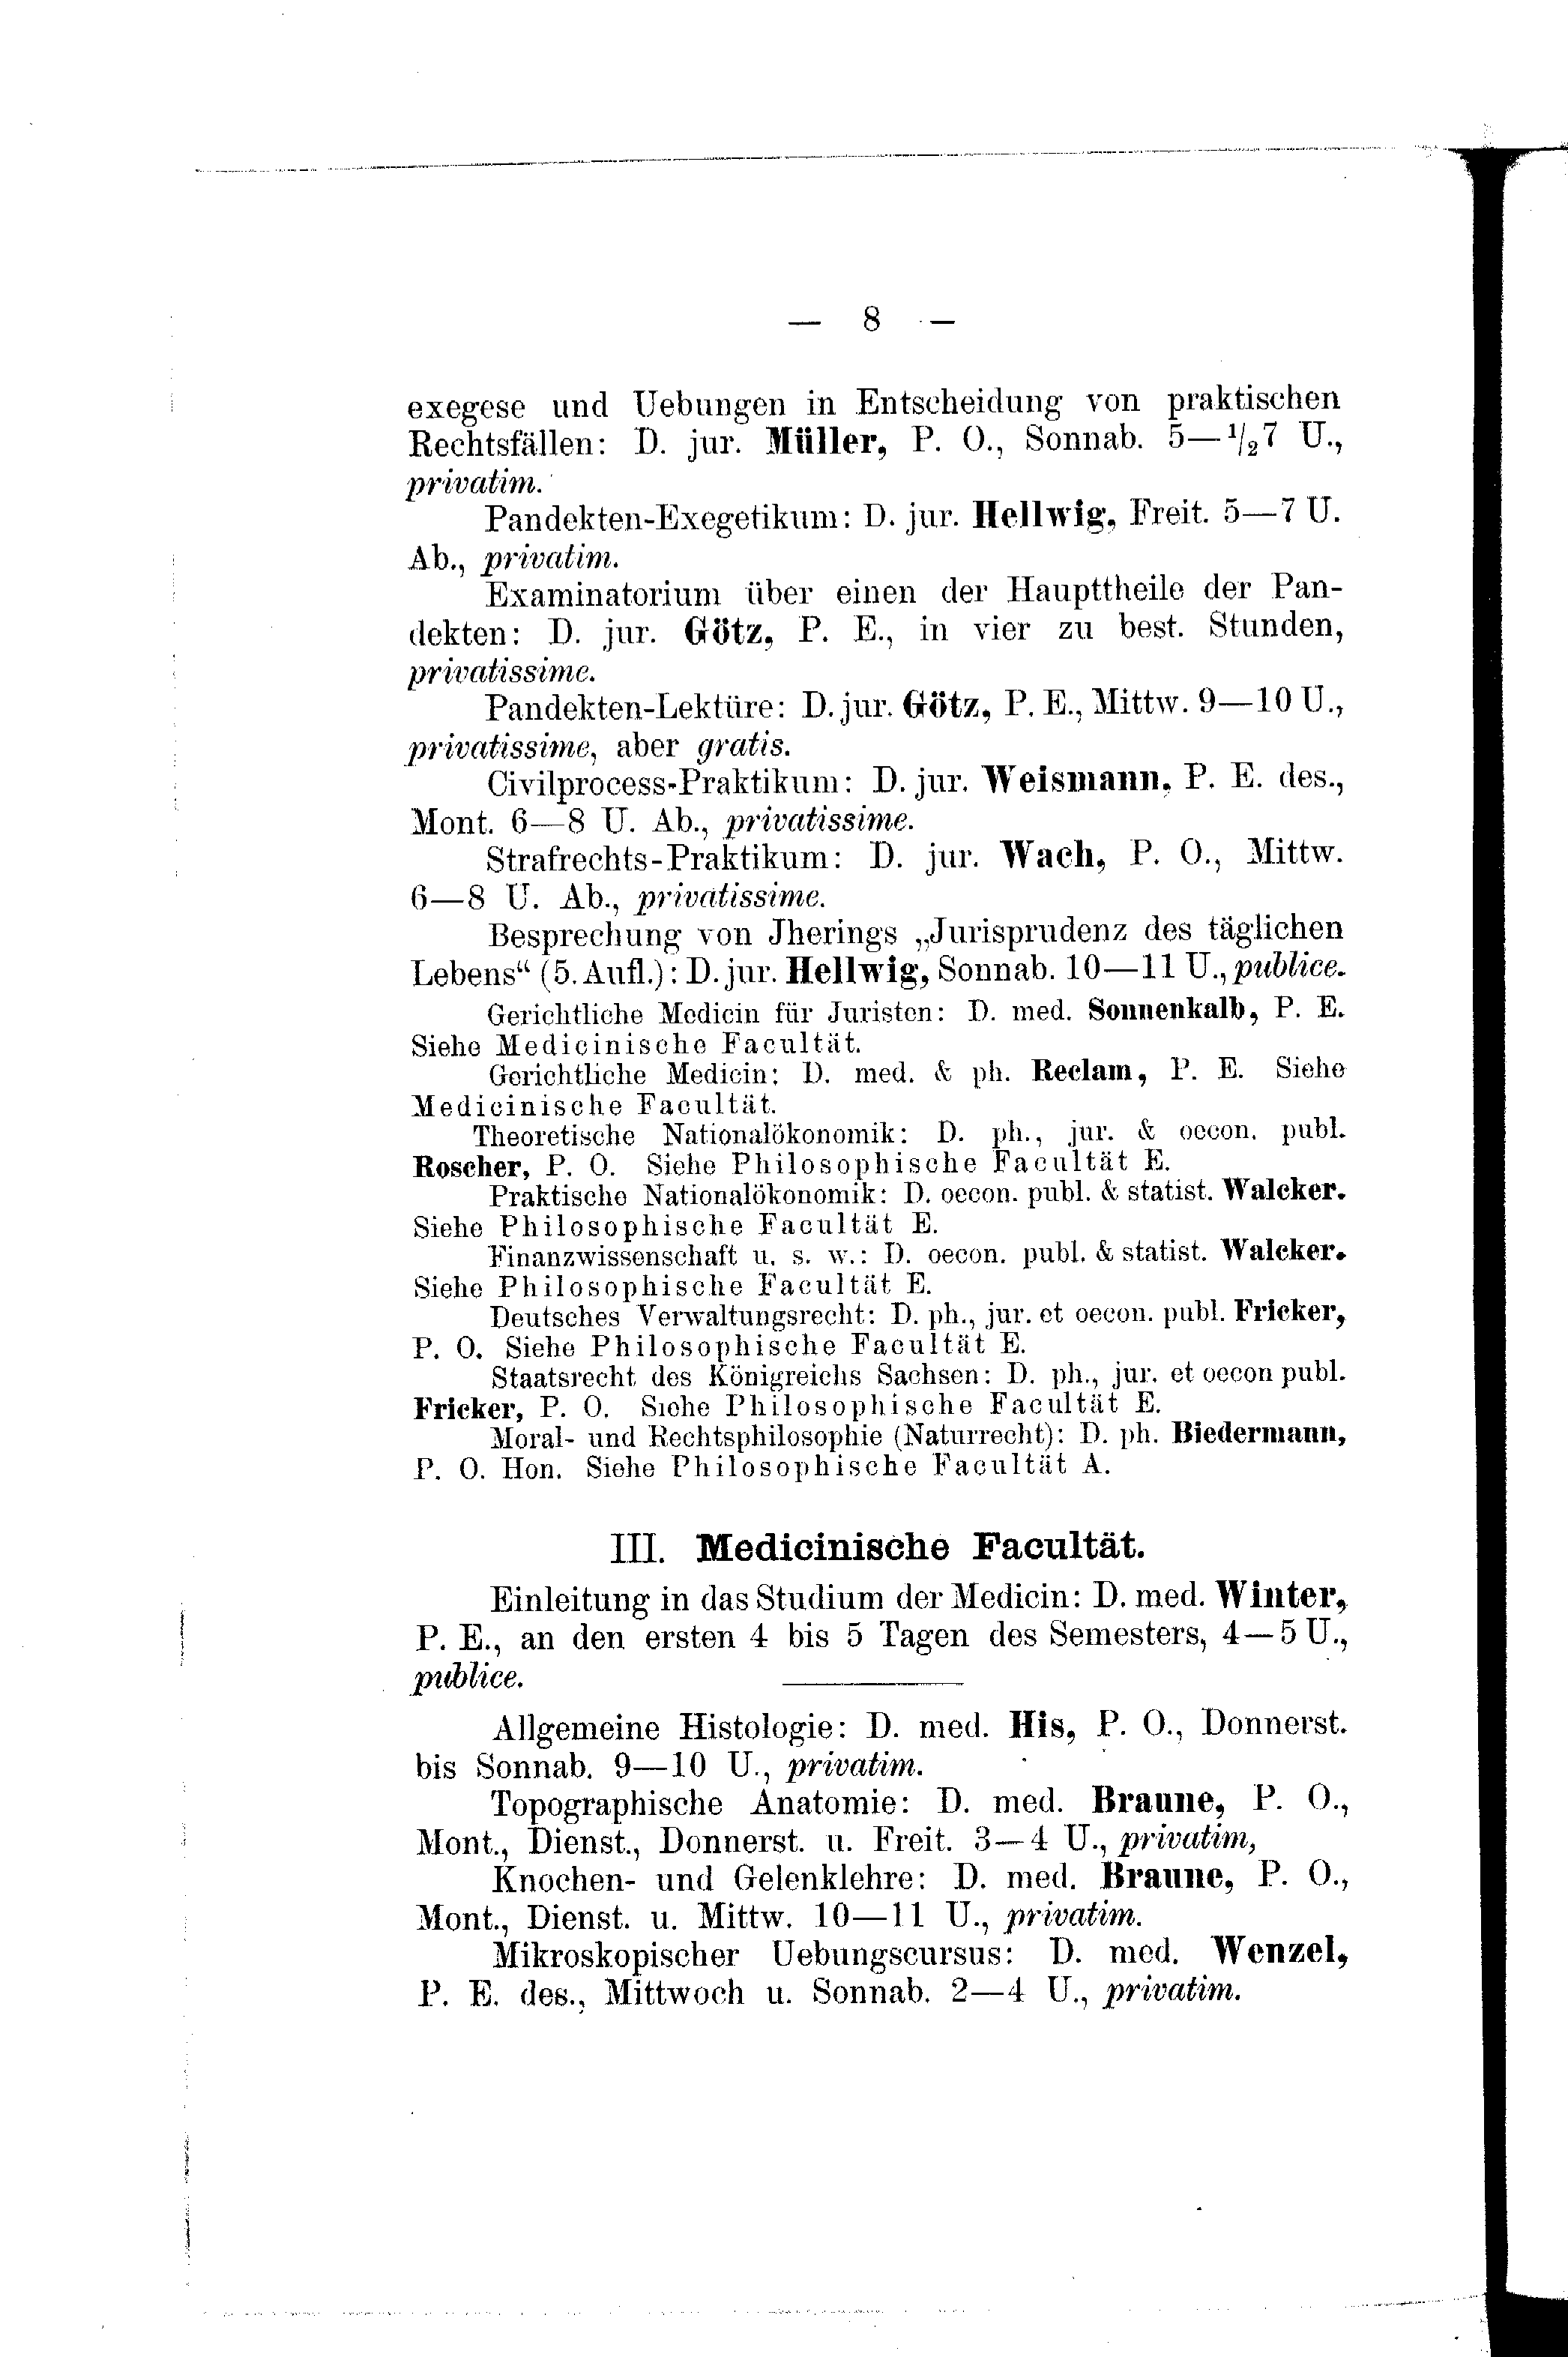 — 8 —
exegese und Uebungen in Entscheidung von praktischen
Rechtsfällen: D. jur. Müller, P. O., Sonnab. 5—1/27 U.,
privatim.
Pandekten-Exegetikum: D. jur. Hellwig, Freit. 5—7 U.
Ab., privatim.
Examinatorium über einen der Haupttheile der Pan-
dekten: D. jur. Götz, P. E., in vier zu best. Stunden,
privatissime.
Pandekten-Lektüre: D. jur. Götz, P. E., Mittw. 9—10 U.,
privatissime, aber gratis.
Civilprocess-Praktikum: D. jur. Weismann, P. E. des.,
Mont. 6—8 U. Ab., privatissime.
Strafrechts-Praktikum: D. jur. Wach, P. O., Mittw.
6—8 U. Ab., privatissime.
Besprechung von Jherings „Jurisprudenz des täglichen
Lebens“ (5. Aufl.): D. jur. Hellwig, Sonnab. 10—11 U., publice.
Gerichtliche Medicin für Juristen: D. med. Sonnenkalb, P. E.
Siehe Medicinische Facultät.
Gerichtliche Medicin: D. med. & ph. Reclam, P. E. Siehe
Medicinische Facultät.
Theoretische Nationalökonomik: D. ph., jur. & oecon. publ.
Roscher, P. O. Siehe Philosophische Facultät E.
Praktische Nationalökonomik: D. oecon. publ. & statist. Walcker.
Siehe Philosophische Facultät E.
Finanzwissenschaft u. s. w.: D. oecon. publ. & statist. Walcker.
Siehe Philosophische Facultät E.
Deutsches Verwaltungsrecht: D. ph., jur. et oecon. publ. Fricker,
P. O. Siehe Philosophische Facultät E.
Staatsrecht des Königreichs Sachsen: D. ph., jur. et oecon publ.
Fricker, P. O. Siehe Philosophische Facultät E.
Moral- und Rechtsphilosophie (Naturrecht): D. ph. Biedermann,
P. O. Hon. Siehe Philosophische Facultät A.
III. Medicinische Facultät.
Einleitung in das Studium der Medicin: D. med. Winter,
P. E., an den ersten 4 bis 5 Tagen des Semesters, 4—5 U.,
publice.
Allgemeine Histologie: D. med. His, P. O., Donnerst.
bis Sonnab. 9—10 U., privatim.
Topographische Anatomie: D. med. Braune, P. O.,
Mont., Dienst., Donnerst. u. Freit. 3—4 U., privatim,
Knochen- und Gelenklehre: D. med. Braune, P. O.,
Mont., Dienst. u. Mittw. 10—11 U., privatim.
Mikroskopischer Uebungscursus: D. med. Wenzel,
P. E. des., Mittwoch u. Sonnab. 2—4 U., privatim.